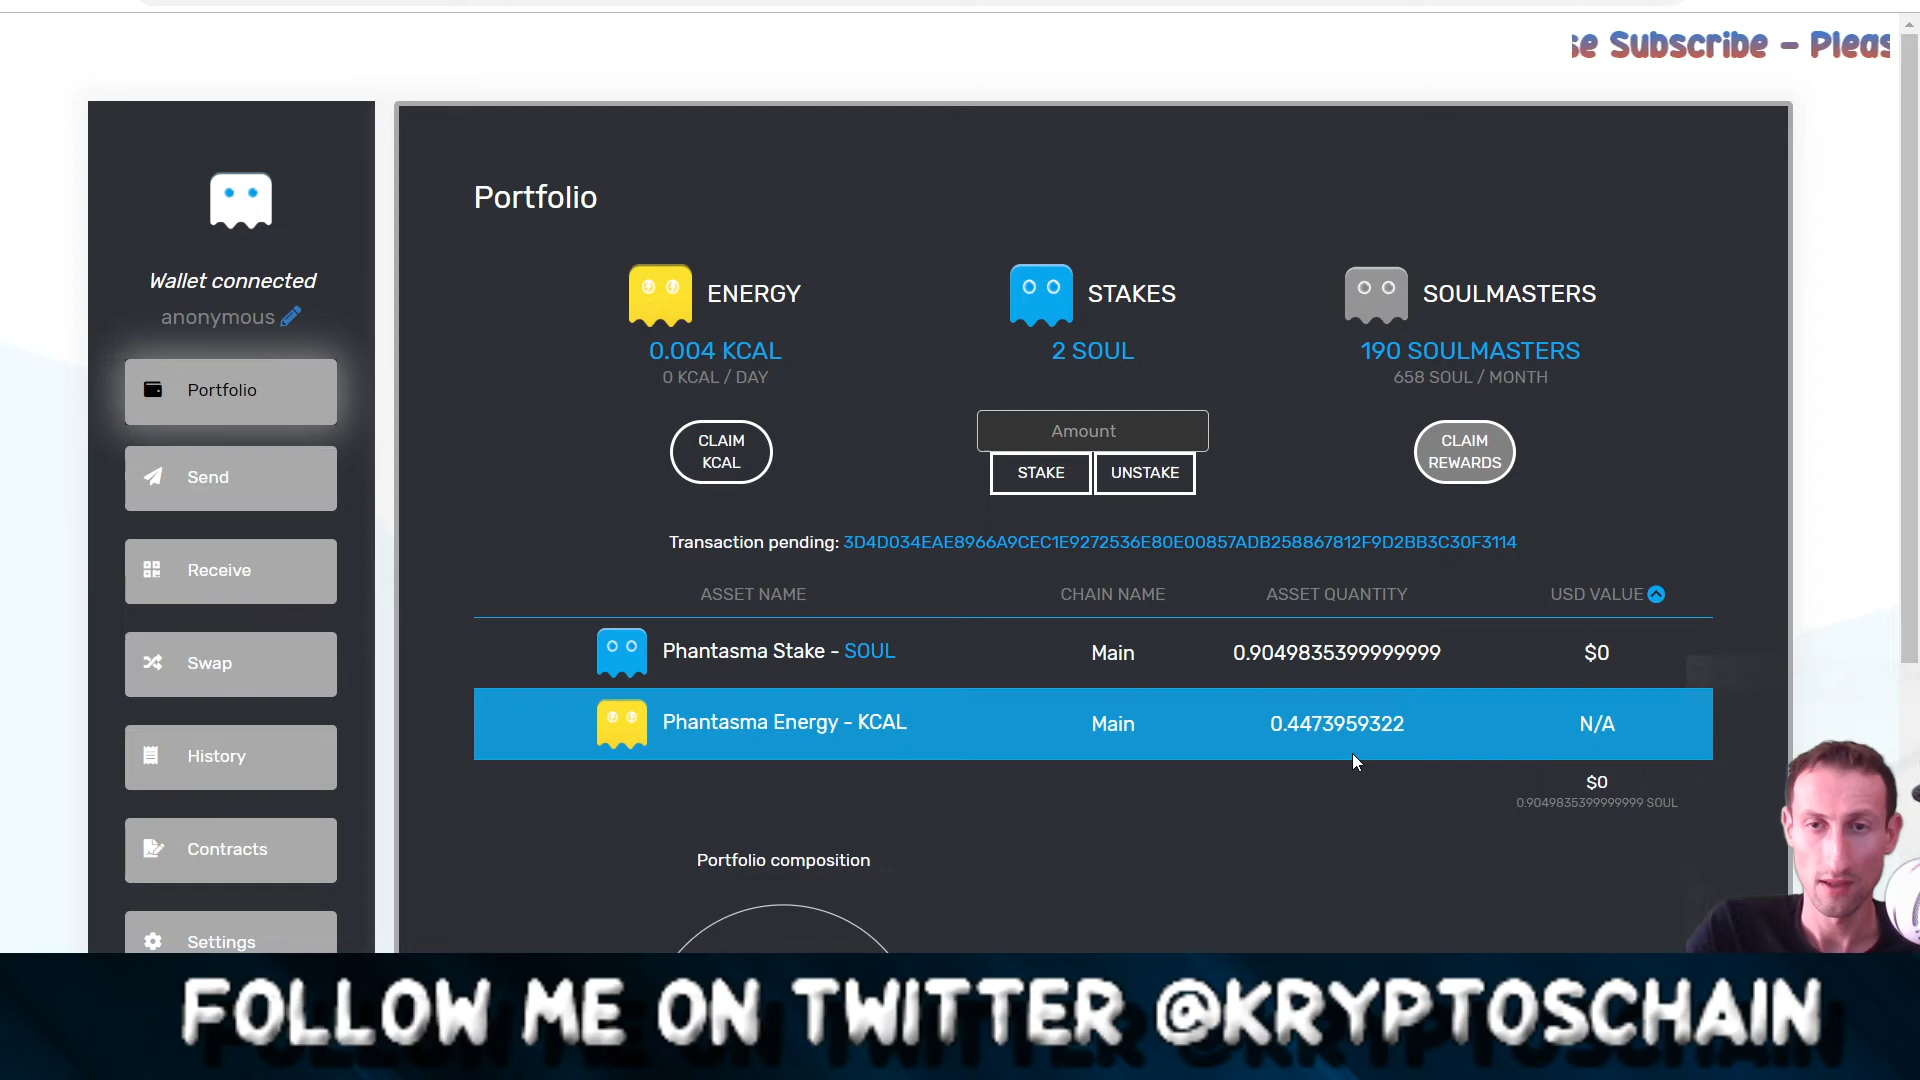 se Subscribe - Pleas
Portfolio
Wallet connected
anonymous
Portfolio
Send
Receive
Swap
History
Contracts
Settings
ENERGY
0.004 KCAL
0 KCAL / DAY
CLAIM
KCAL
STAKES
2 SOUL
Amount
STAKE
UNSTAKE
SOULMASTERS
190 SOULMASTERS
658 SOUL / MONTH
CLAIM
REWARDS
Transaction pending: 3D4D034EAE8966A9CEC1E9272536E80E00857ADB258867812F9D2BB3C30F3114
ASSET NAME CHAIN NAME ASSET QUANTITY USD VALUE
Phantasma Stake - SOUL Main 0.9049835399999999 $0
Phantasma Energy - KCAL Main 0.4473959322 N/A
$0
0.9049835399999999 SOUL
Portfolio composition
FOLLOW ME ON TWITTER @KRYPTOSCHAIN